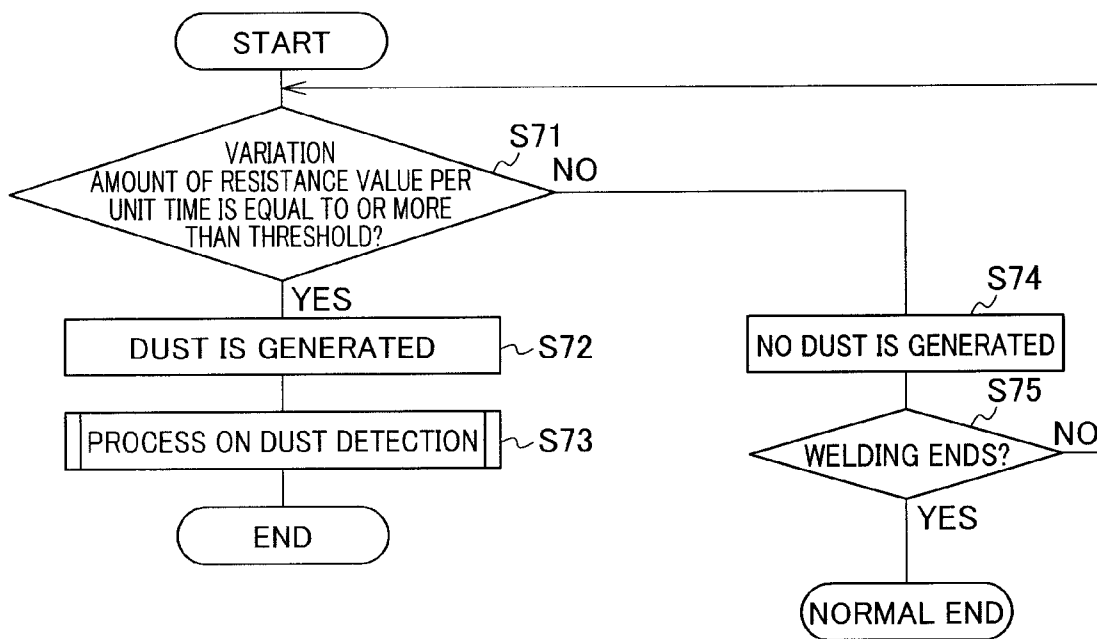 START
S71
VARIATION
AMOUNT OF RESISTANCE VALUE PER
UNIT TIME IS EQUAL TO OR MORE
THAN THRESHOLD?
NO
YES
DUST IS GENERATED
S72
PROCESS ON DUST DETECTION
S73
END
S74
NO DUST IS GENERATED
S75
WELDING ENDS?
NO
YES
NORMAL END